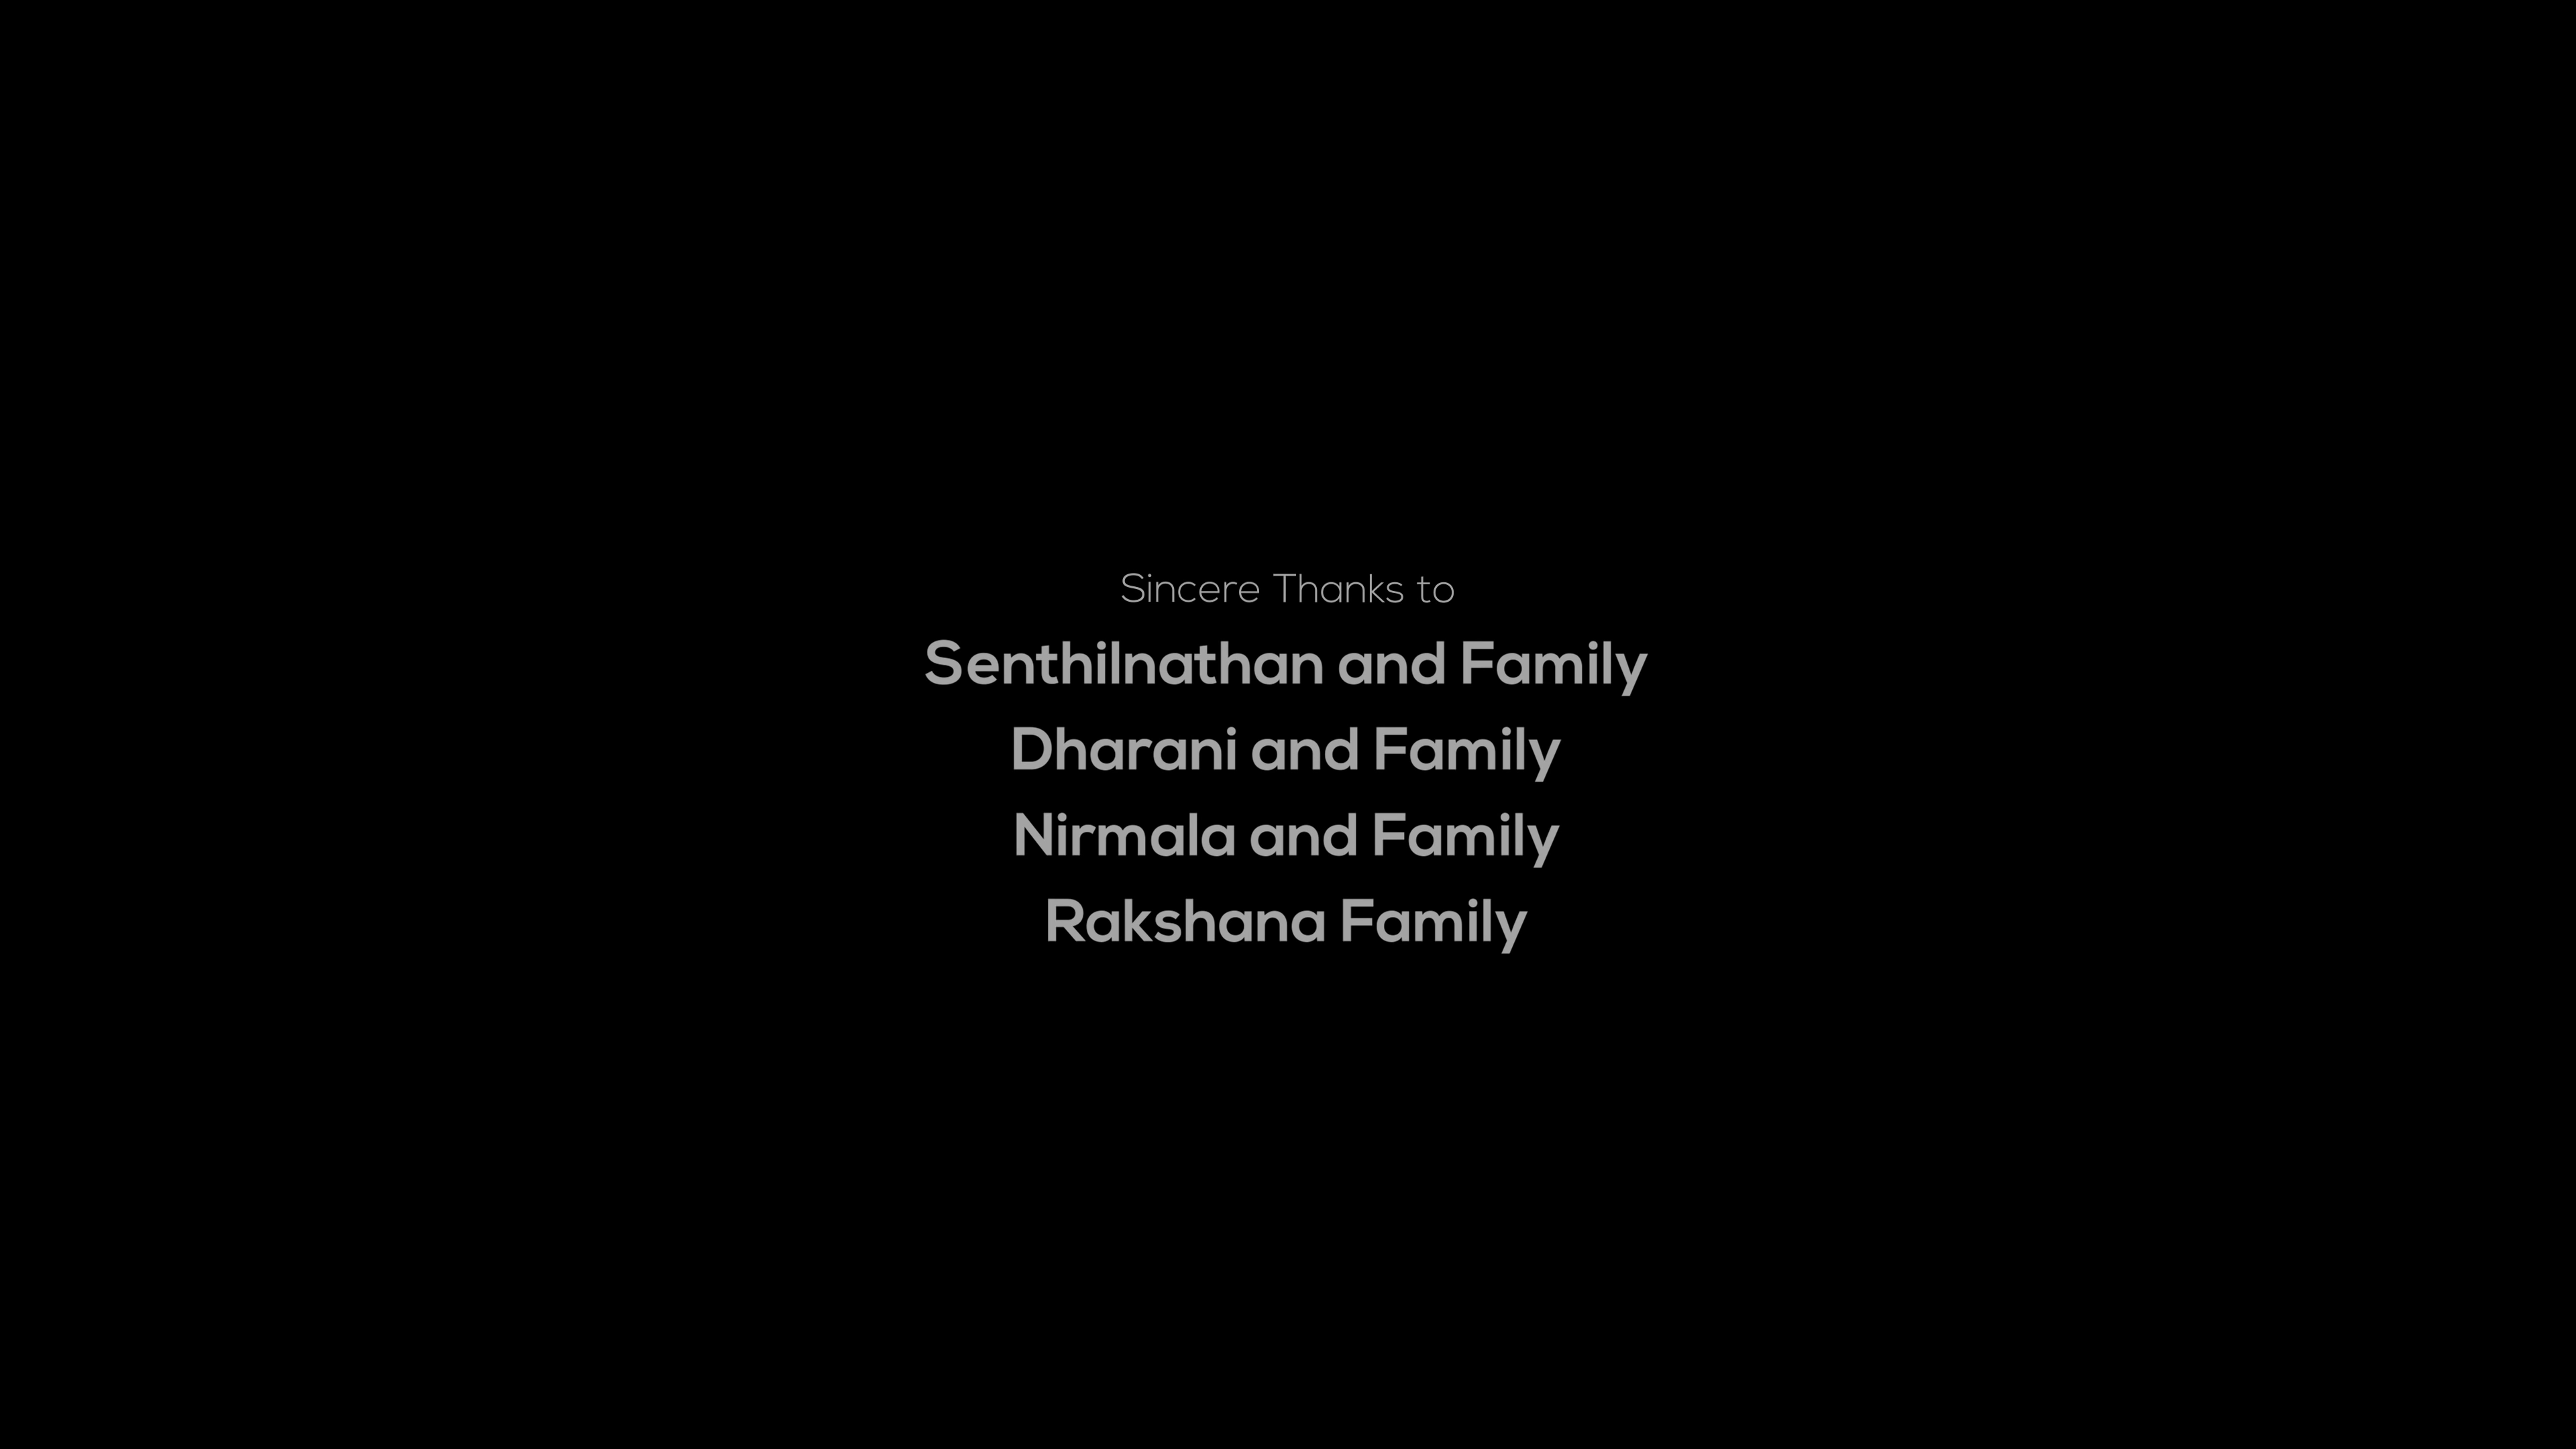 Sincere Thanks to
Senthilnathan and Family
Dharani and Family
Nirmala and Family
Rakshana Family